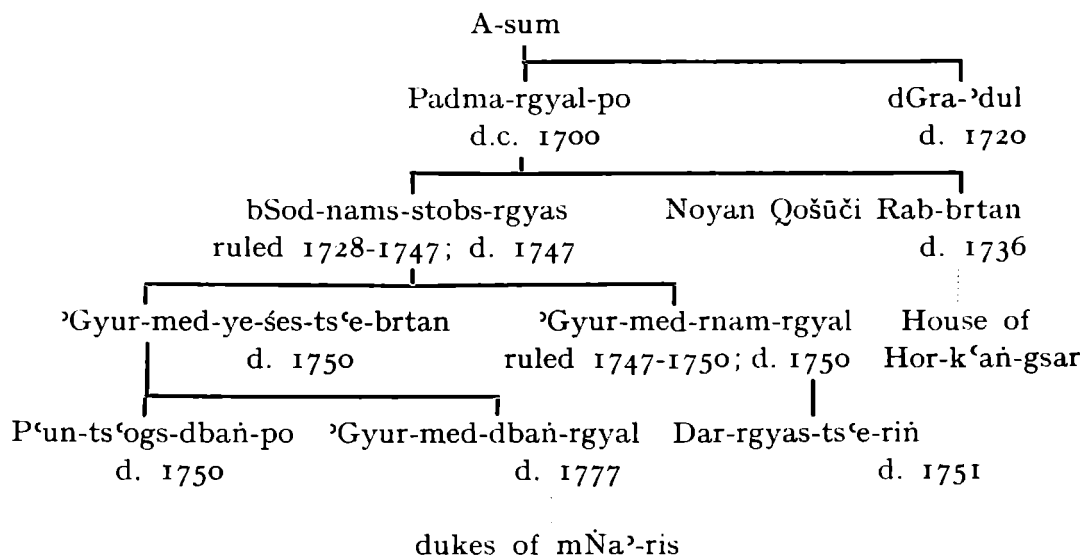 A-sum
Padma-rgyal-po dGra-ʾdul
d.c. 1700 d. 1720
bSod-nams-stobs-rgyas Noyan Qošūči Rab-brtan
ruled 1728-1747; d. 1747 d. 1736
ʾGyur-med-ye-śes-tsʿe-brtan ʾGyur-med-rnam-rgyal House of
d. 1750 ruled 1747-1750; d. 1750 Hor-kʿaṅ-gsar
Pʿun-tsʿogs-dbaṅ-po ʾGyur-med-dbaṅ-rgyal Dar-rgyas-tsʿe-riṅ
d. 1750 d. 1777 d. 1751
dukes of mṄaʾ-ris